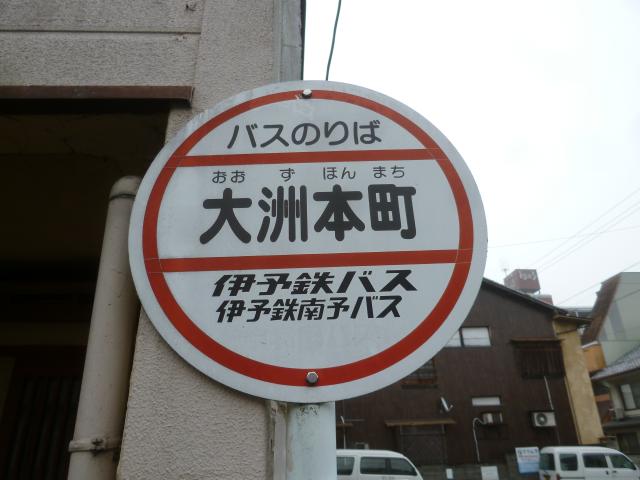 バスのりば
おお ず ほん まち
大洲本町
伊予鉄バス
伊予鉄南予バス